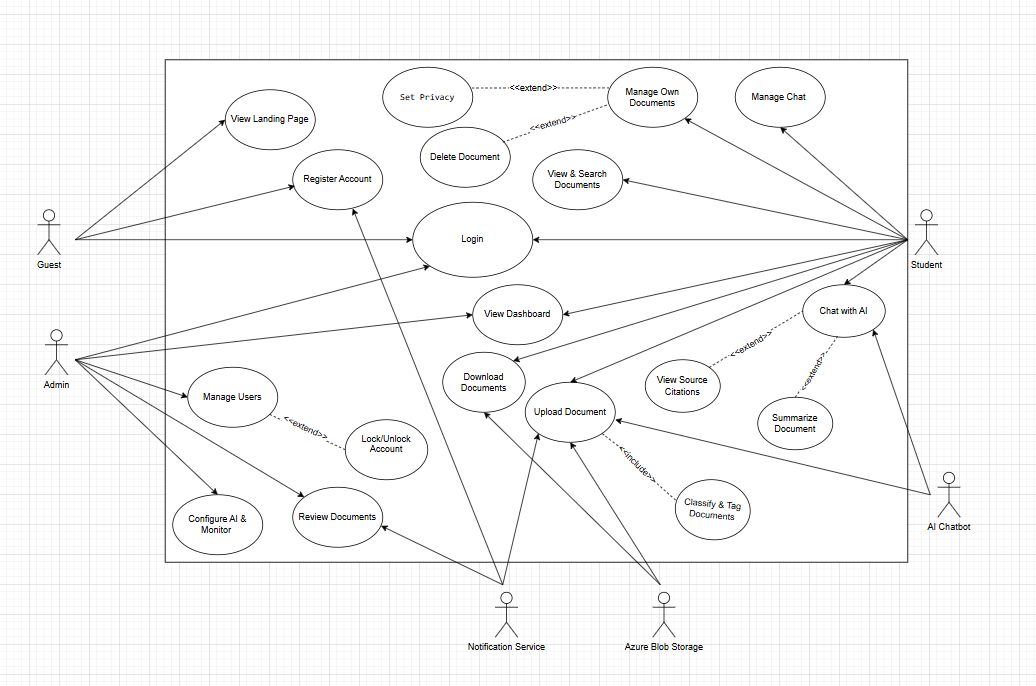 Set Privacy
<<extend>>
Manage Own
Documents
Manage Chat
View Landing Page
<<extend>>
Delete Document
Register Account
View & Search
Documents
Login
Guest
Student
View Dashboard
Chat with AI
Admin
<<extend>>
<<extend>>
Download
Documents
View Source
Citations
Manage Users
Upload Document
Summarize
Document
<<extend>>
Lock/Unlock
Account
<<include>>
Classify & Tag
Documents
Configure AI &
Monitor
Review Documents
AI Chatbot
Notification Service
Azure Blob Storage